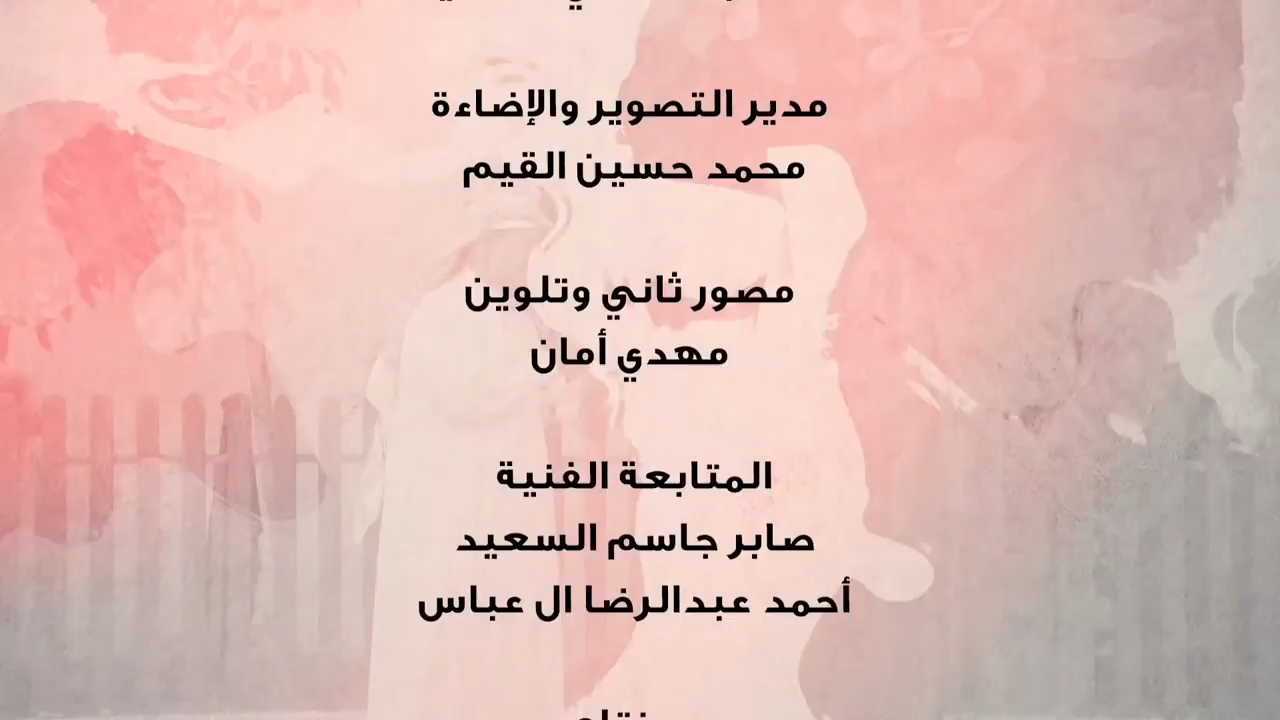 مدير التصوير والإضاءة
محمد حسين القيم
مصور ثاني وتلوين
مهدي أمان
المتابعة الفنية
صابر جاسم السعيد
أحمد عبدالرضا ال عباس